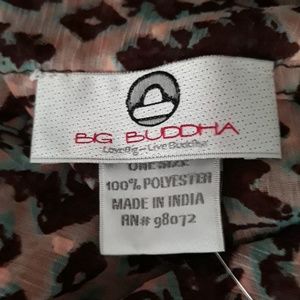 BIG BUDDHA
Love Big - Live Buddha
ONE SIZE
100% POLYESTER
MADE IN INDIA
RN# 98072